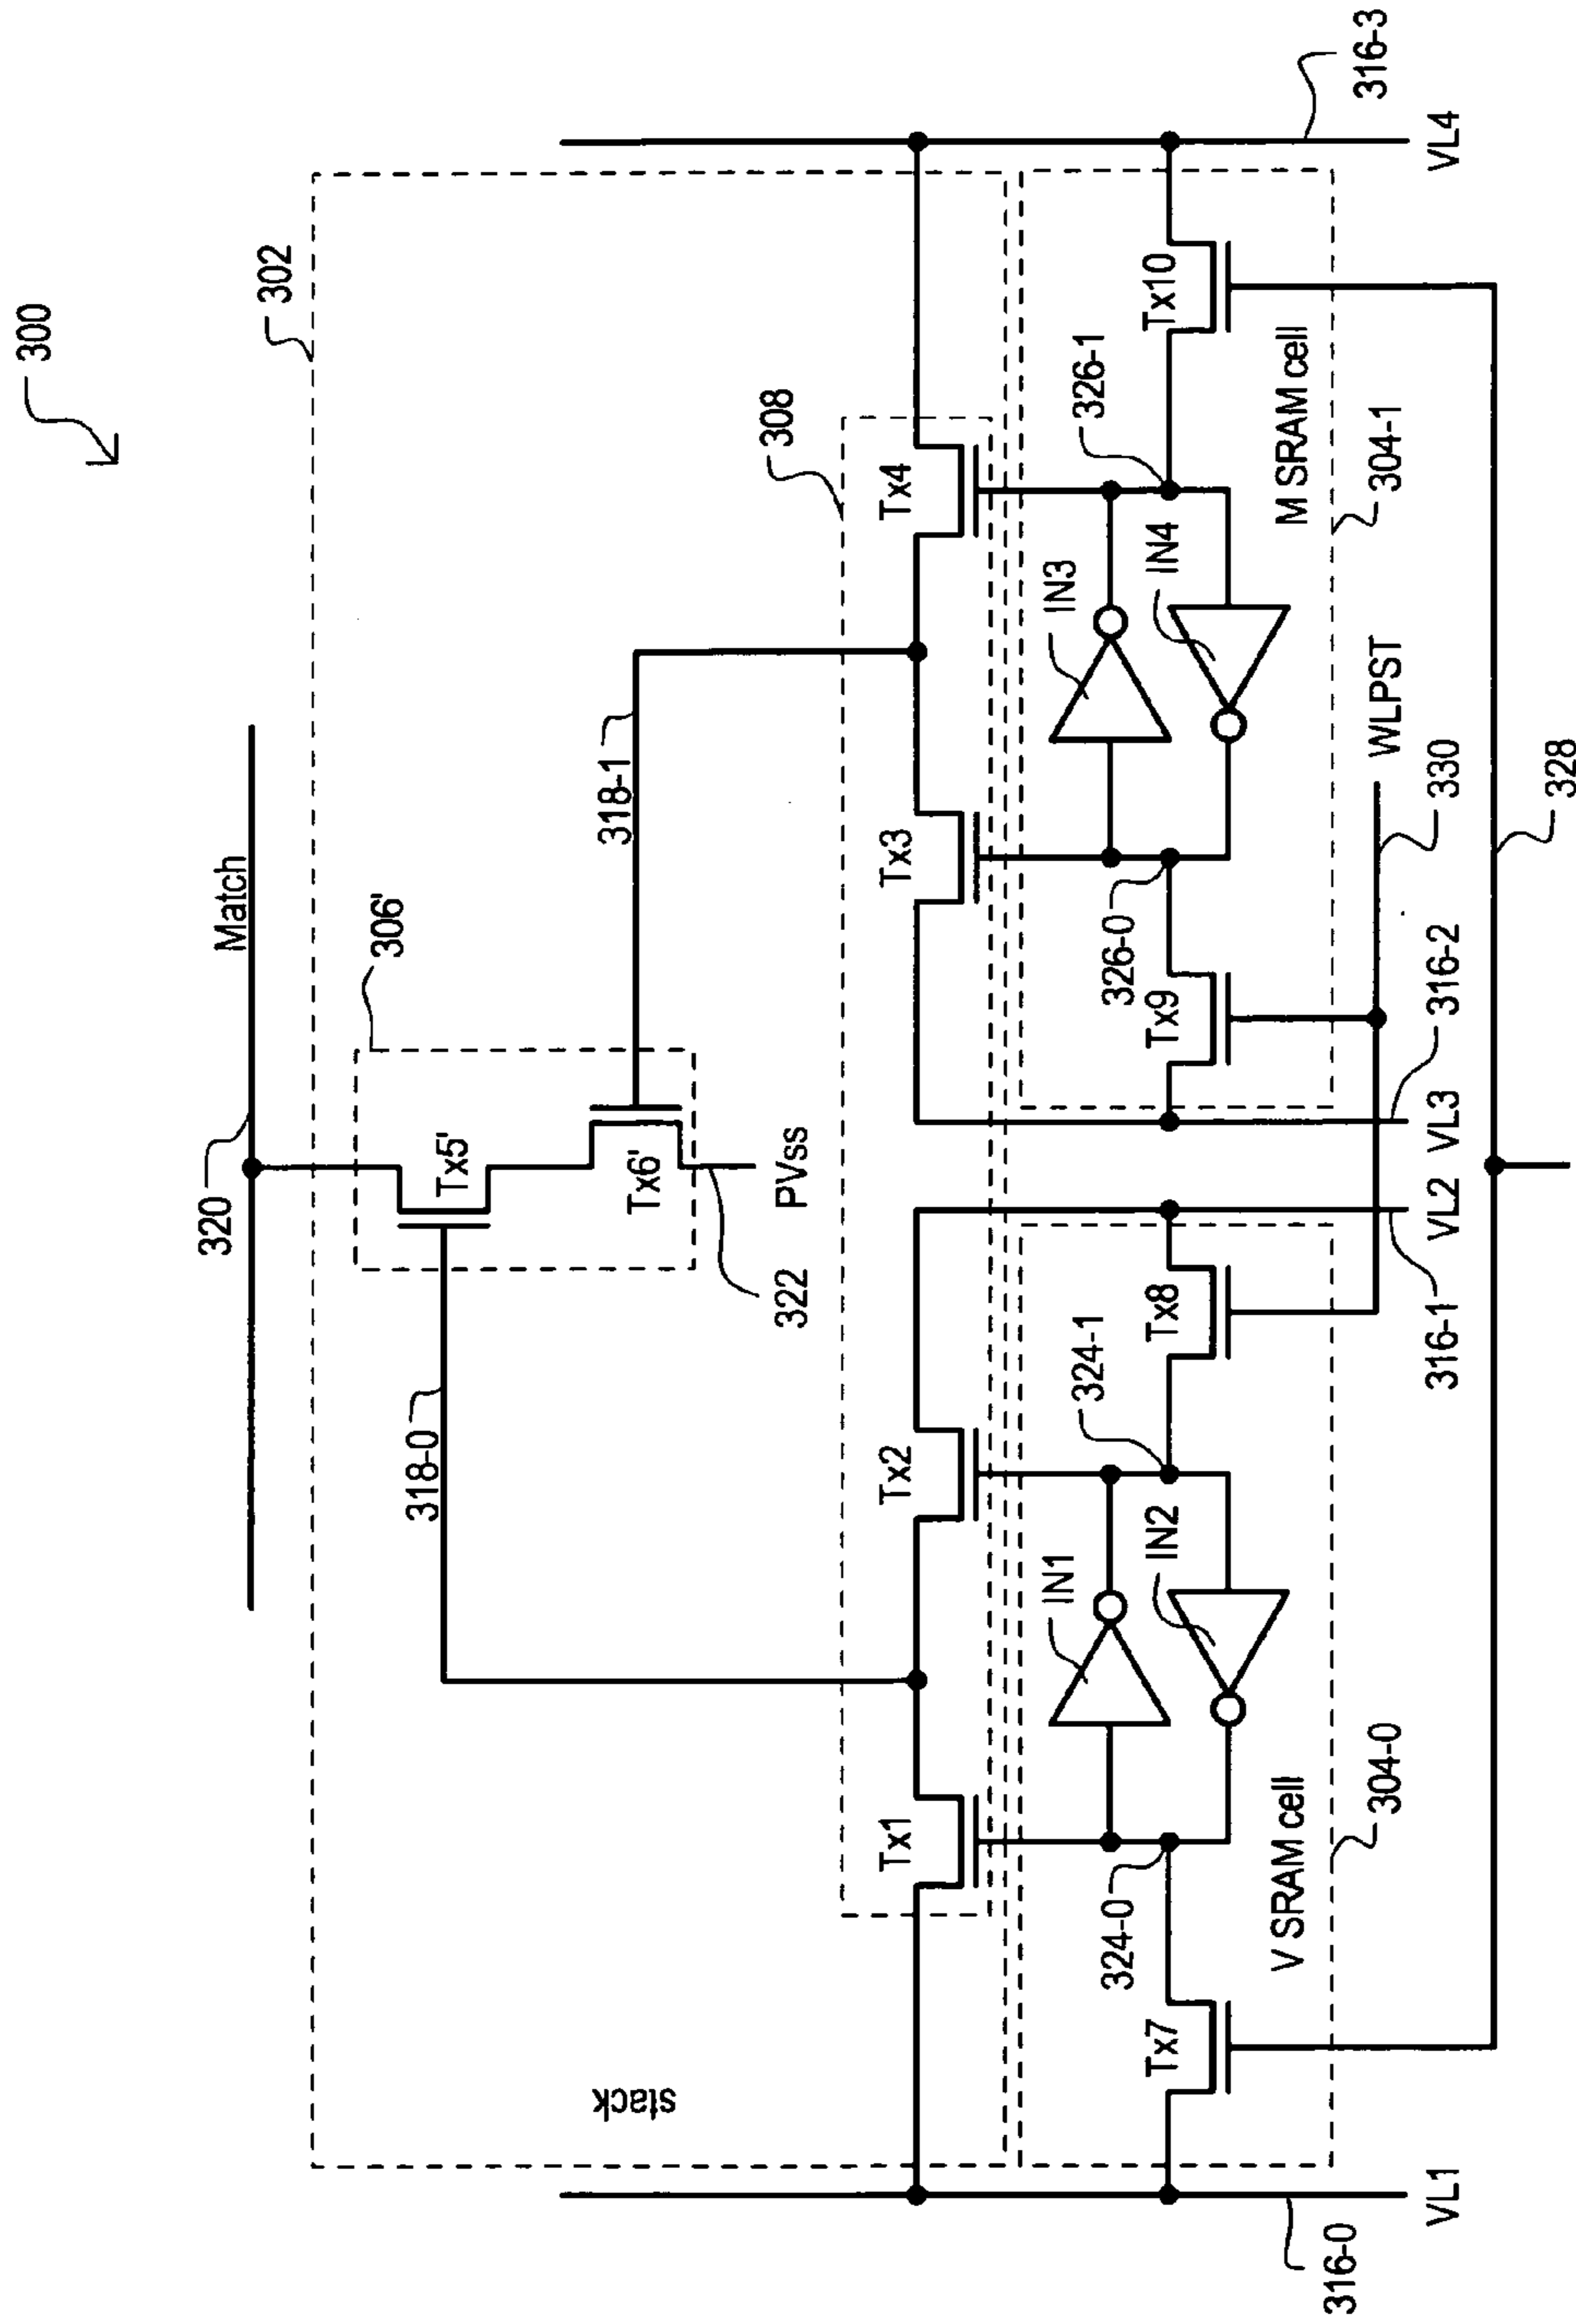 300
302
Match
320
306'
Tx5'
Tx6'
318-0
318-1
322
PVss
308
stack
Tx1
Tx2
Tx3
Tx4
324-0
324-1
326-0
326-1
IN1
IN2
IN3
IN4
Tx7
Tx8
Tx9
Tx10
V SRAM cell
M SRAM cell
304-0
304-1
WLPST
330
316-0
VL1
316-1
VL2
VL3
316-2
VL4
316-3
328